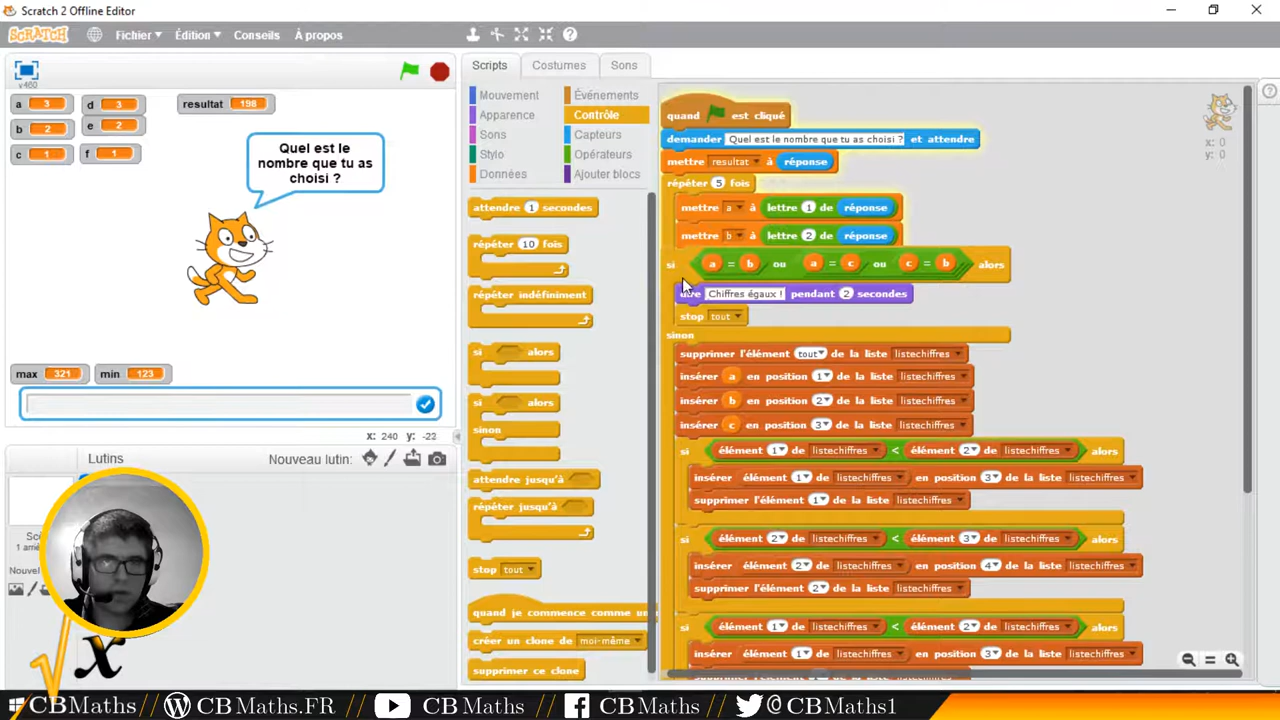 Scratch 2 Offline Editor
SCRATCH Fichier Édition Conseils À propos
v460
a 3 d 3 resultat 198
b 2 e 2
c 1 f 1
Quel est le
nombre que tu as
choisi ?
max 321 min 123
x: 240 y: -22
Lutins Nouveau lutin:
1 arriè
Nouvel
x
Scripts Costumes Sons
Mouvement Événements
Apparence Contrôle
Sons Capteurs
Stylo Opérateurs
Données Ajouter blocs
attendre 1 secondes
répéter 10 fois
répéter indéfiniment
si alors
si alors
sinon
attendre jusqu'à
répéter jusqu'à
stop tout
quand je commence comme un
créer un clone de moi-même
supprimer ce clone
quand est cliqué
demander Quel est le nombre que tu as choisi ? et attendre
mettre resultat à réponse
répéter 5 fois
mettre a à lettre 1 de réponse
mettre b à lettre 2 de réponse
si a = b ou a = c ou c = b alors
dire Chiffres égaux ! pendant 2 secondes
stop tout
sinon
supprimer l'élément tout de la liste listechiffres
insérer a en position 1 de la liste listechiffres
insérer b en position 2 de la liste listechiffres
insérer c en position 3 de la liste listechiffres
si élément 1 de listechiffres < élément 2 de listechiffres alors
insérer élément 1 de listechiffres en position 3 de la liste listechiffres
supprimer l'élément 1 de la liste listechiffres
si élément 2 de listechiffres < élément 3 de listechiffres alors
insérer élément 2 de listechiffres en position 4 de la liste listechiffres
supprimer l'élément 2 de la liste listechiffres
si élément 1 de listechiffres < élément 2 de listechiffres alors
insérer élément 1 de listechiffres en position 3 de la liste listechiffres
x: 0
y: 0
CBMaths CBMaths.FR CBMaths CBMaths @CBMaths1